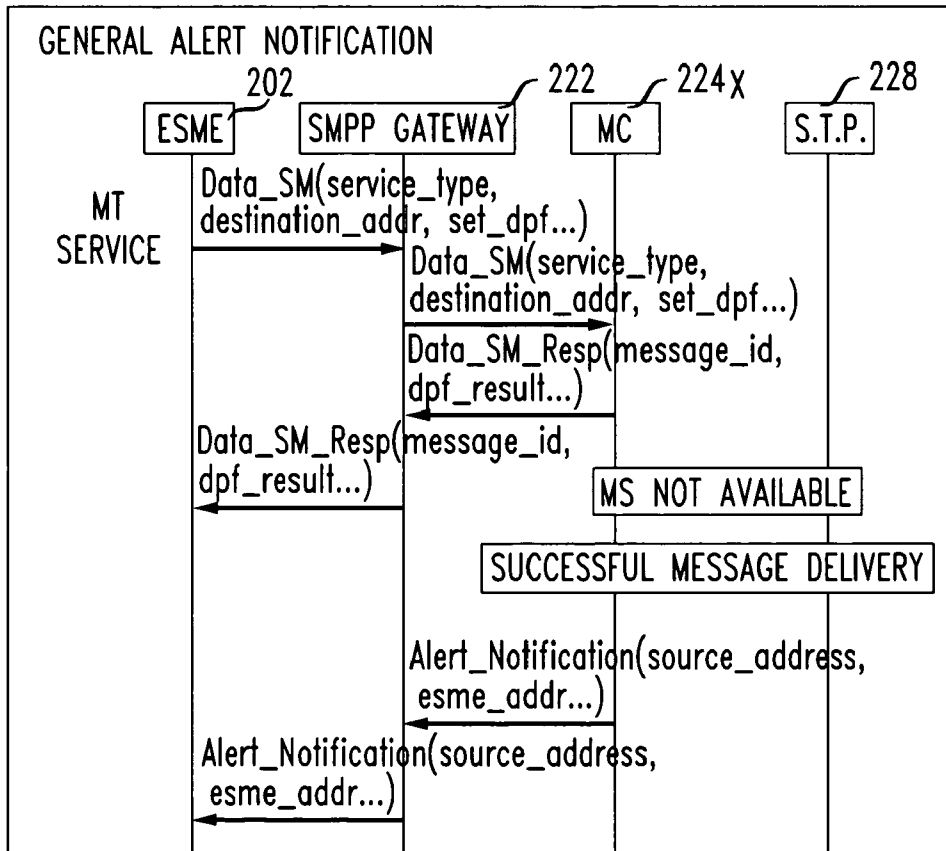 GENERAL ALERT NOTIFICATION
202
222
224X
228
ESME
SMPP GATEWAY
MC
S.T.P.
MT
SERVICE
Data_SM(service_type,
destination_addr, set_dpf...)
Data_SM(service_type,
destination_addr, set_dpf...)
Data_SM_Resp(message_id,
dpf_result...)
Data_SM_Resp(message_id,
dpf_result...)
MS NOT AVAILABLE
SUCCESSFUL MESSAGE DELIVERY
Alert_Notification(source_address,
esme_addr...)
Alert_Notification(source_address,
esme_addr...)